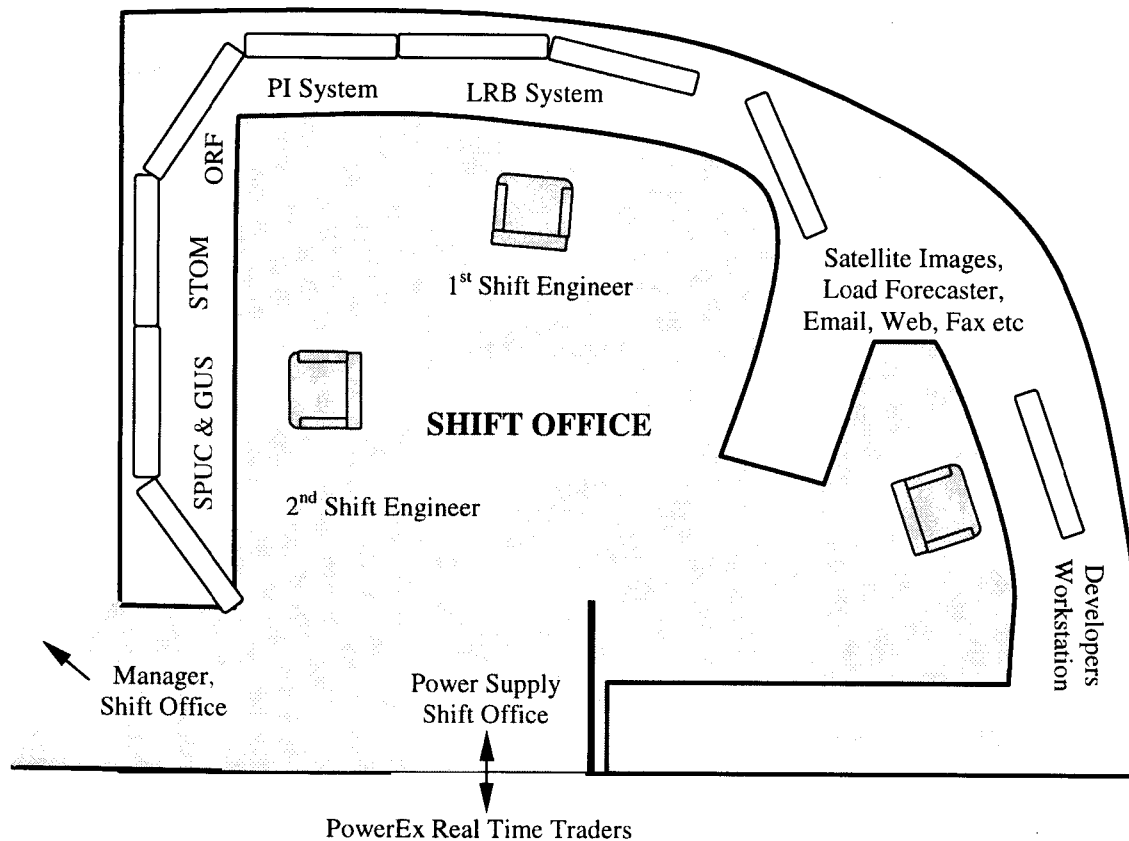 PI System
LRB System
ORF
STOM
SPUC & GUS
Satellite Images,
Load Forecaster,
Email, Web, Fax etc
1st Shift Engineer
SHIFT OFFICE
2nd Shift Engineer
Developers
Workstation
Manager,
Shift Office
Power Supply
Shift Office
PowerEx Real Time Traders